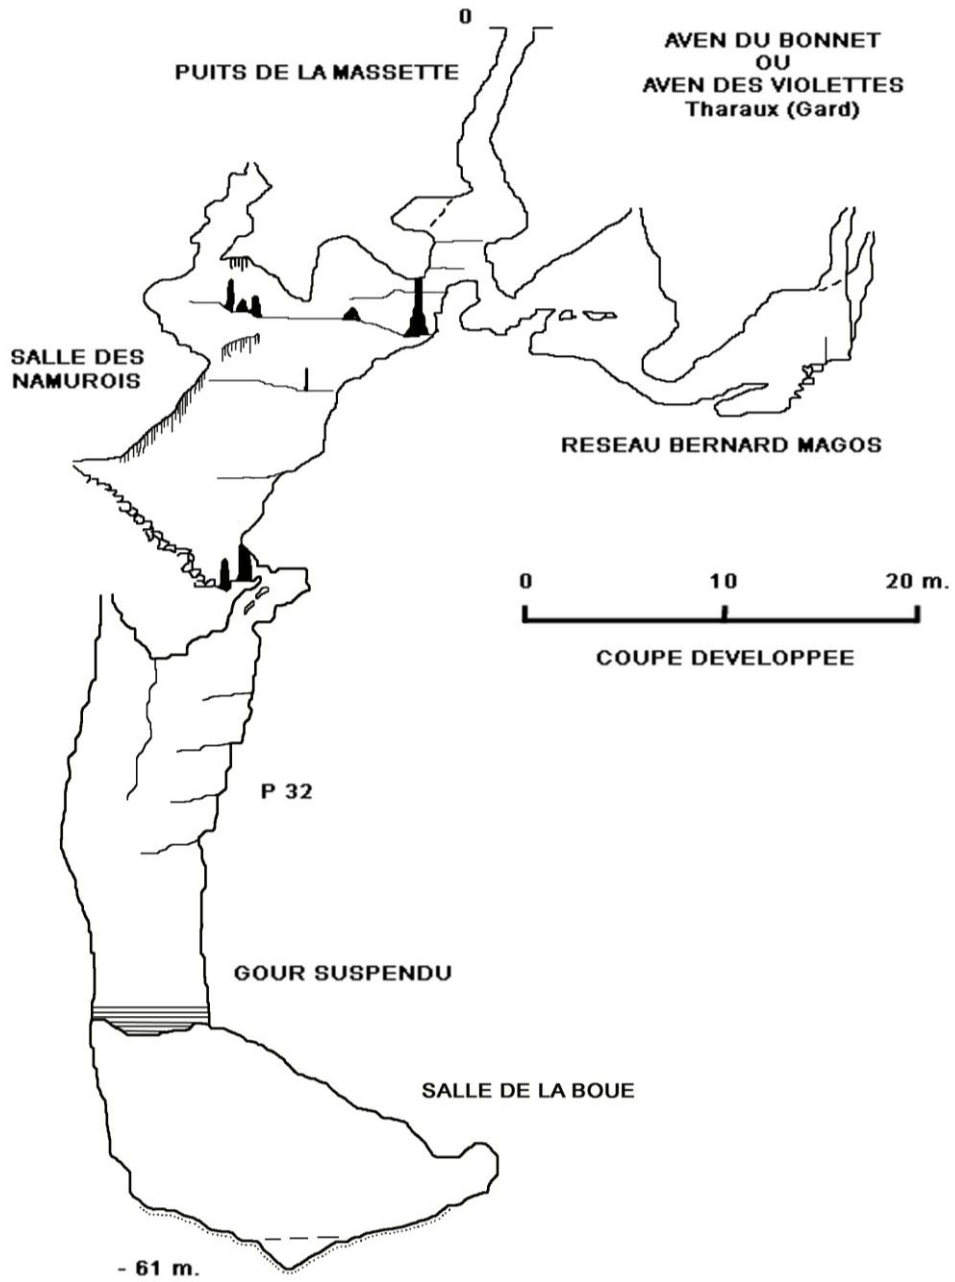 0
PUITS DE LA MASSETTE
AVEN DU BONNET
OU
AVEN DES VIOLETTES
Tharaux (Gard)
SALLE DES
NAMUROIS
RESEAU BERNARD MAGOS
0 10 20 m.
COUPE DEVELOPPEE
P 32
GOUR SUSPENDU
SALLE DE LA BOUE
- 61 m.